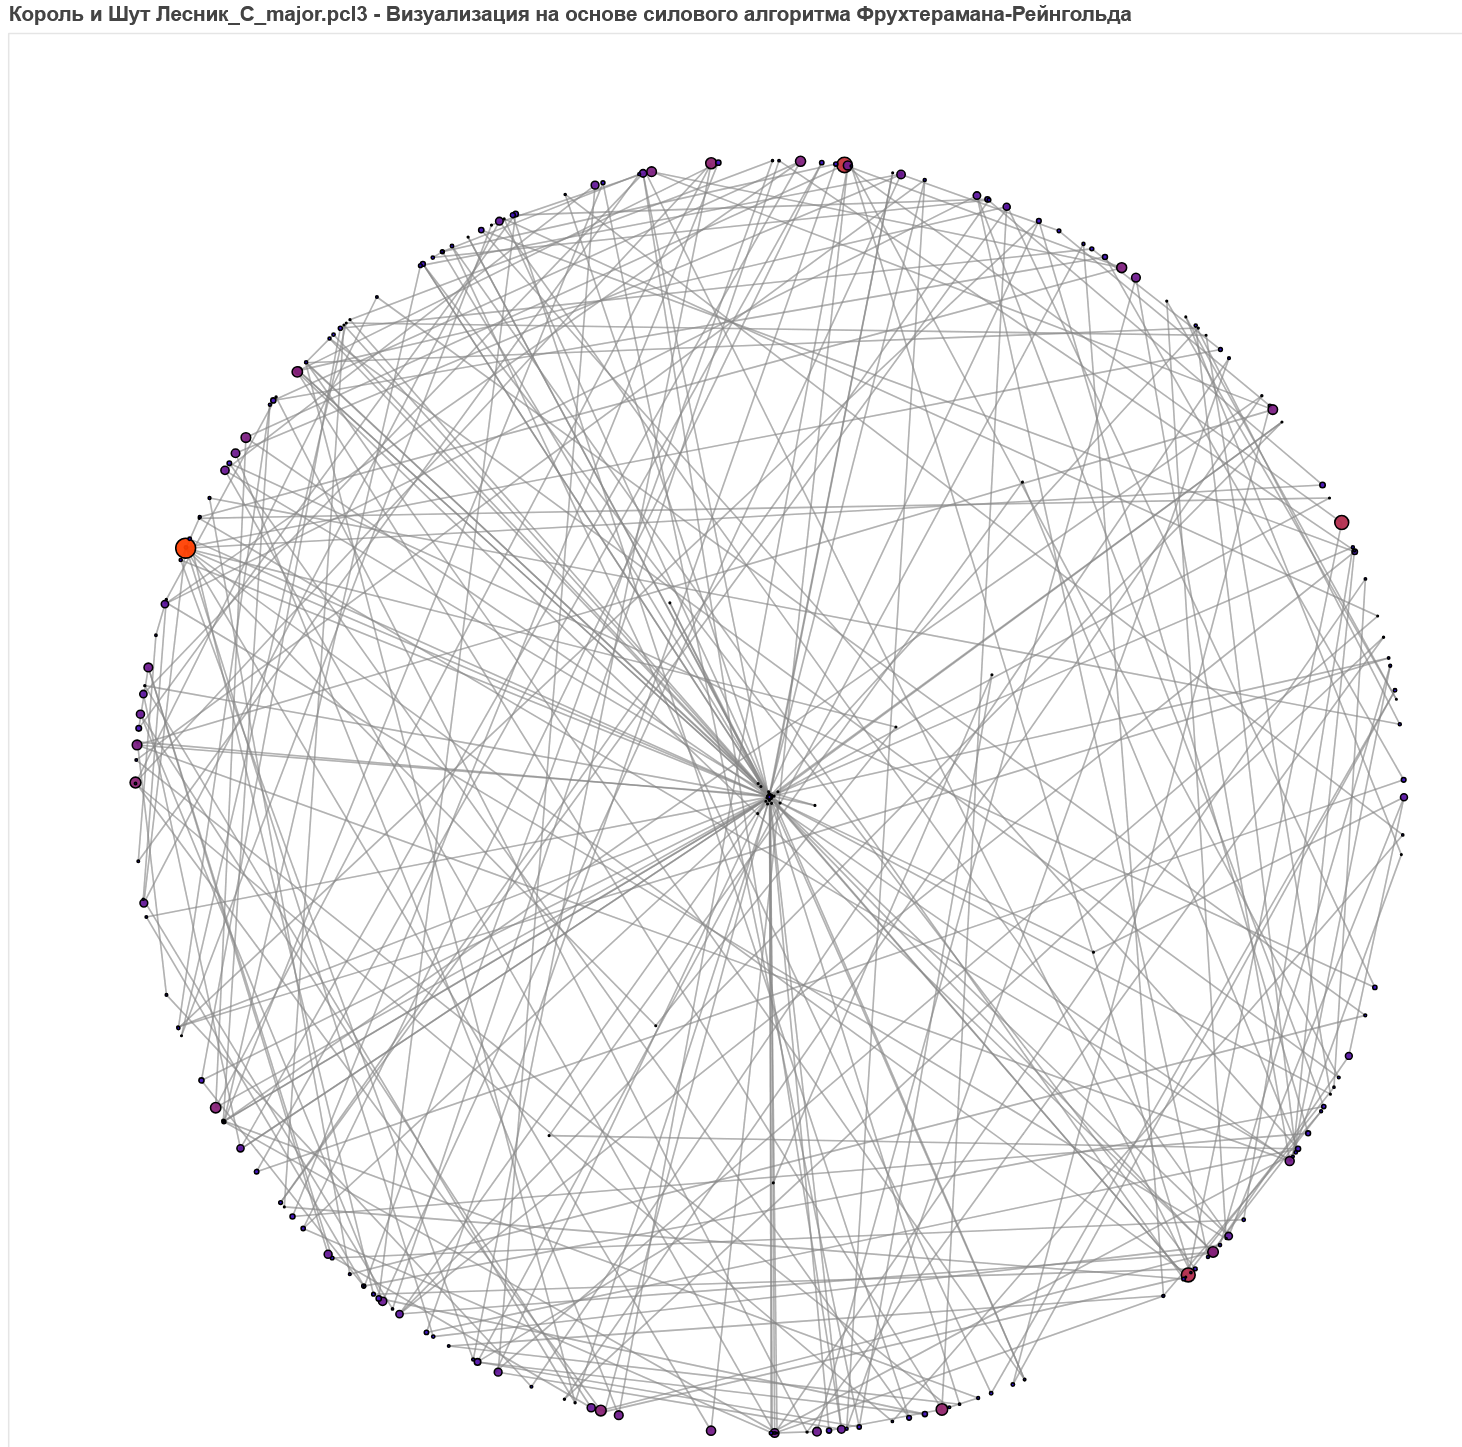 Король и Шут Лесник_C_major.pcl3 - Визуализация на основе силового алгоритма Фрухтерамана-Рейнгольда